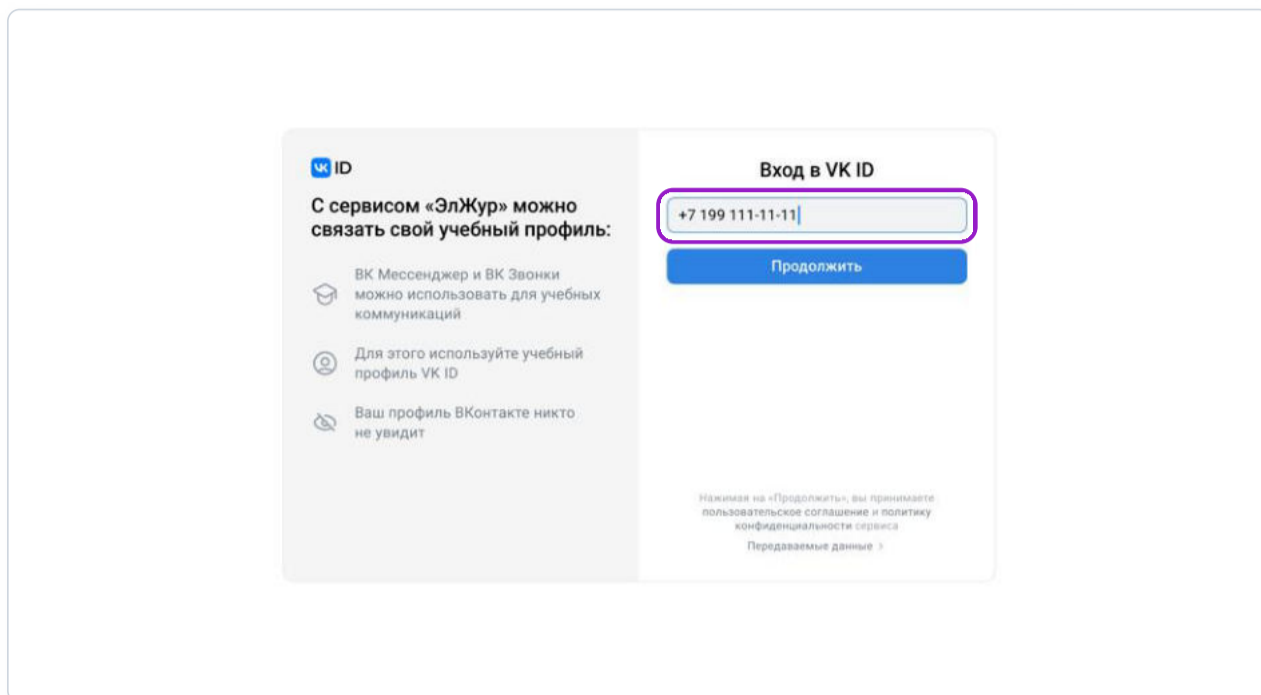 VK ID
С сервисом «ЭлЖур» можно
связать свой учебный профиль:
ВК Мессенджер и ВК Звонки
можно использовать для учебных
коммуникаций
Для этого используйте учебный
профиль VK ID
Ваш профиль ВКонтакте никто
не увидит
Вход в VK ID
+7 199 111-11-11
Продолжить
Нажимая на «Продолжить», вы принимаете
пользовательское соглашение и политику
конфиденциальности сервиса
Передаваемые данные >